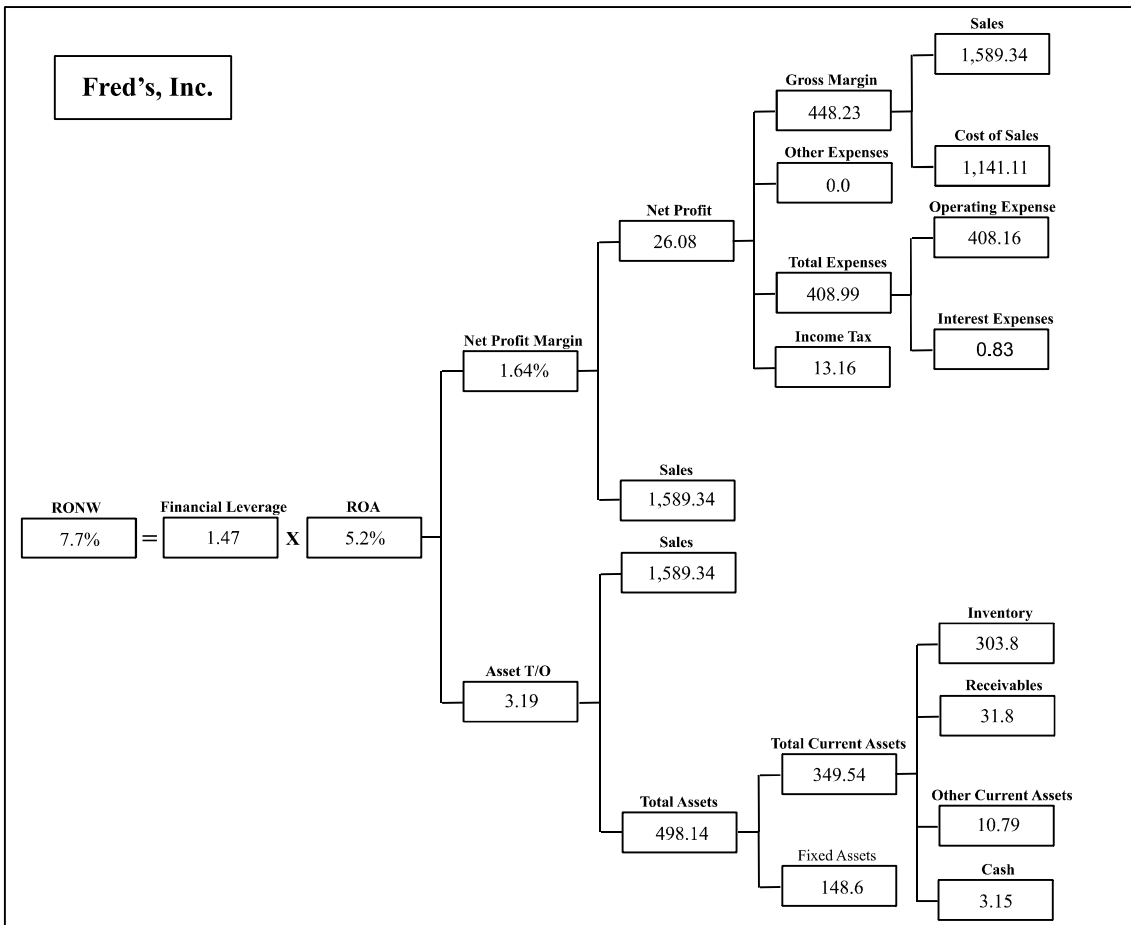 Fred's, Inc.
Sales
1,589.34
Gross Margin
448.23
Cost of Sales
1,141.11
Other Expenses
0.0
Net Profit
26.08
Operating Expense
408.16
Total Expenses
408.99
Interest Expenses
0.83
Income Tax
13.16
Net Profit Margin
1.64%
Sales
1,589.34
RONW
7.7%
=
Financial Leverage
1.47
X
ROA
5.2%
Sales
1,589.34
Asset T/O
3.19
Inventory
303.8
Receivables
31.8
Total Current Assets
349.54
Other Current Assets
10.79
Total Assets
498.14
Fixed Assets
148.6
Cash
3.15